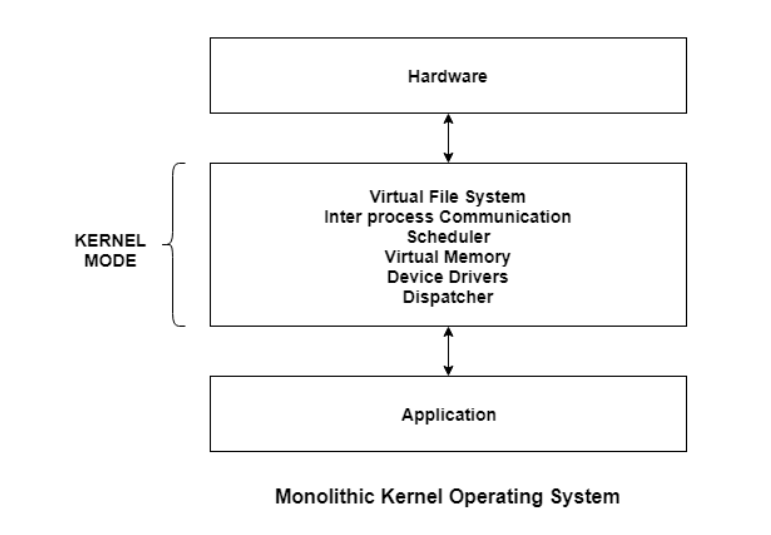 Hardware
KERNEL
MODE
Virtual File System
Inter process Communication
Scheduler
Virtual Memory
Device Drivers
Dispatcher
Application
Monolithic Kernel Operating System